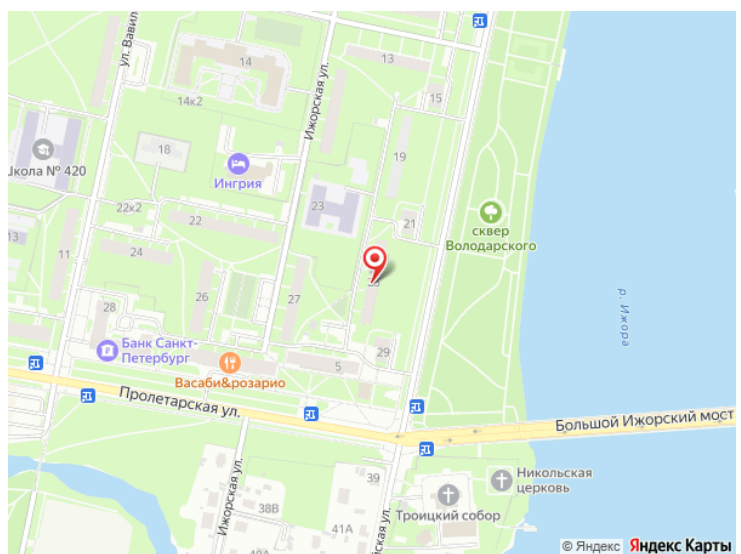 ул. Вавил
14
14к2
Ижорская ул.
13
15
19
18
Школа № 420
Ингрия
23
21
сквер
Володарского
22к2
22
13
11
24
26
27
28
р. Ижора
Банк Санкт-
Петербург
5
29
Васаби&розарио
Пролетарская ул.
Большой Ижорский мост
Никольская
церковь
39
Троицкий собор
38В
41А
Ижорская ул.
йская ул.
© Яндекс Яндекс Карты